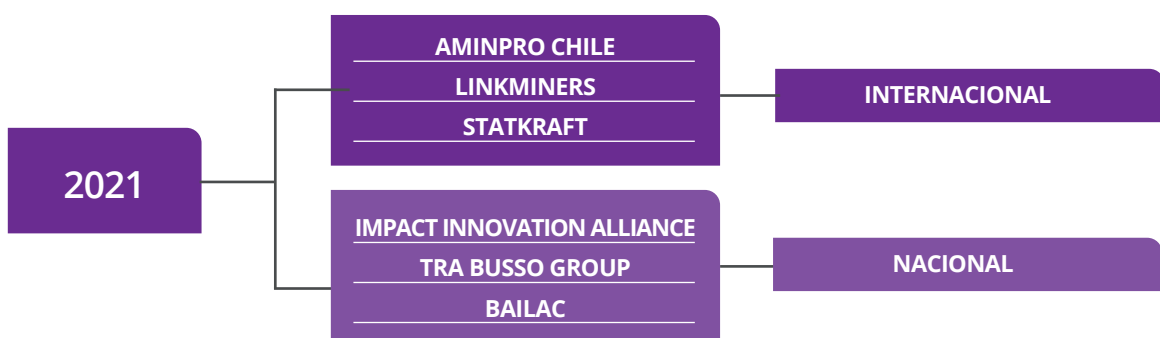 2021
AMINPRO CHILE
LINKMINERS
STATKRAFT
INTERNACIONAL
IMPACT INNOVATION ALLIANCE
TRA BUSSO GROUP
BAILAC
NACIONAL